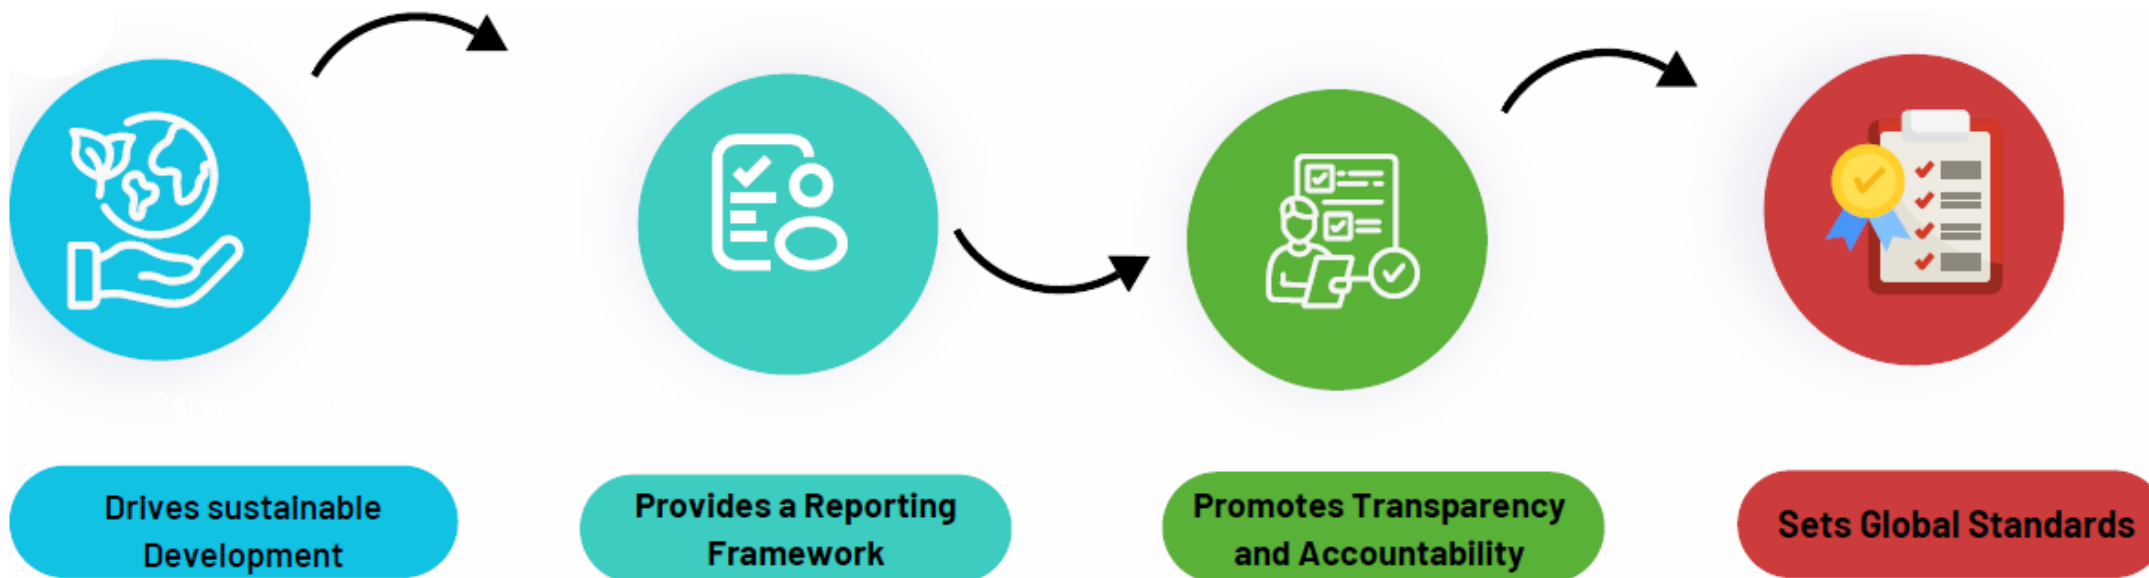 Drives sustainable
Development
Provides a Reporting
Framework
Promotes Transparency
and Accountability
Sets Global Standards